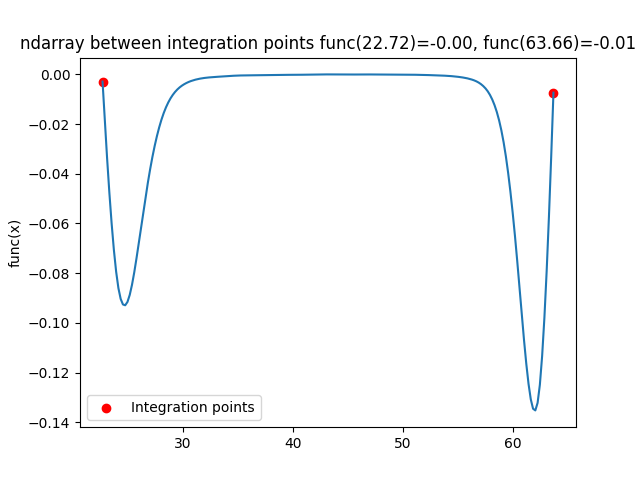 ndarray between integration points func(22.72)=-0.00, func(63.66)=-0.01
0.00
−0.02
−0.04
−0.06
−0.08
−0.10
−0.12
−0.14
func(x)
Integration points
30 40 50 60